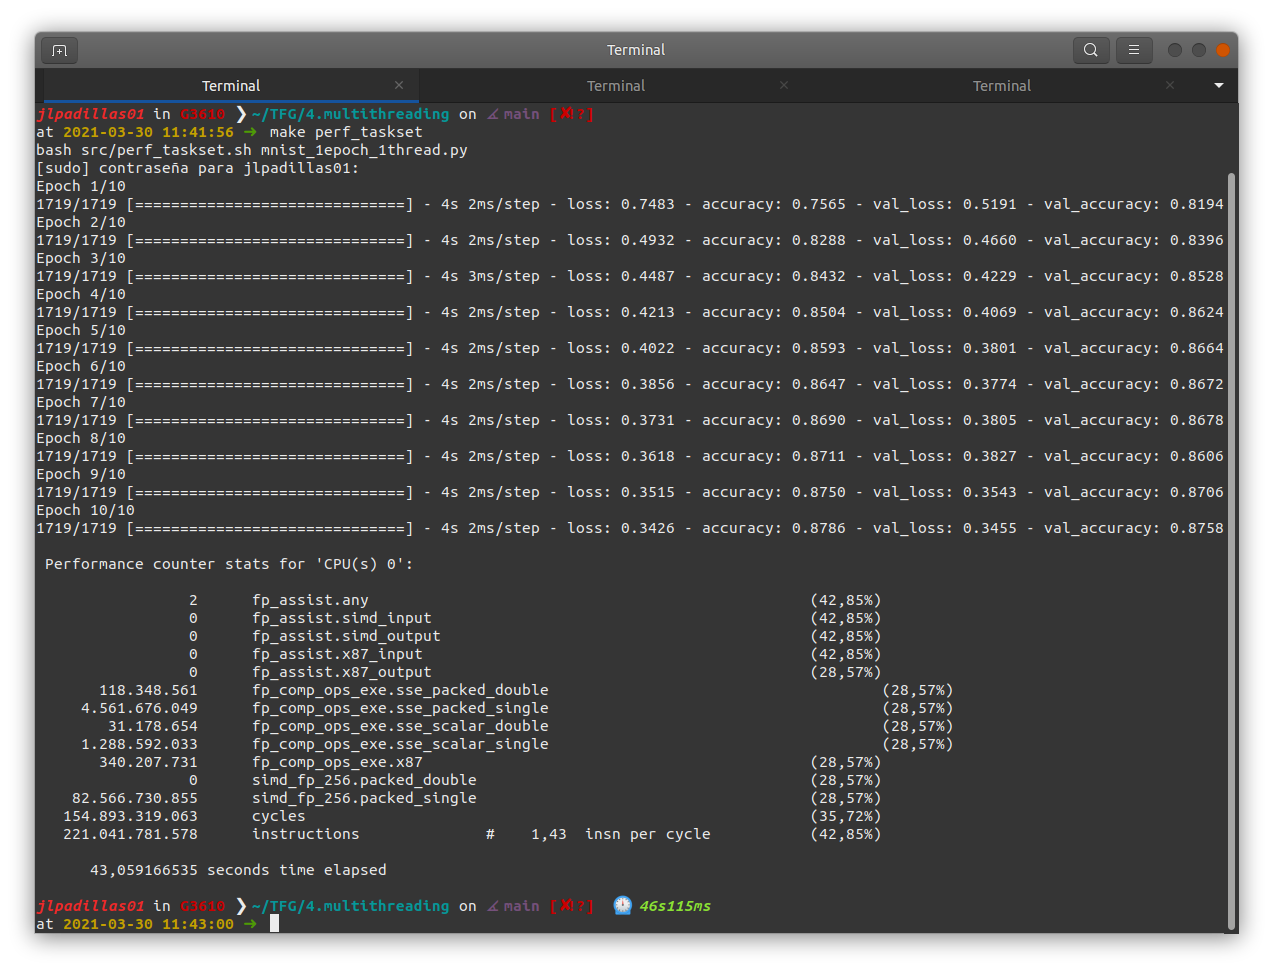 Terminal
Terminal Terminal Terminal
jlpadillas01 in G3610 ❯ ~/TFG/4.multithreading on main [✘!?]
at 2021-03-30 11:41:56 → make perf_taskset
bash src/perf_taskset.sh mnist_1epoch_1thread.py
[sudo] contraseña para jlpadillas01:
Epoch 1/10
1719/1719 [==============================] - 4s 2ms/step - loss: 0.7483 - accuracy: 0.7565 - val_loss: 0.5191 - val_accuracy: 0.8194
Epoch 2/10
1719/1719 [==============================] - 4s 2ms/step - loss: 0.4932 - accuracy: 0.8288 - val_loss: 0.4660 - val_accuracy: 0.8396
Epoch 3/10
1719/1719 [==============================] - 4s 3ms/step - loss: 0.4487 - accuracy: 0.8432 - val_loss: 0.4229 - val_accuracy: 0.8528
Epoch 4/10
1719/1719 [==============================] - 4s 2ms/step - loss: 0.4213 - accuracy: 0.8504 - val_loss: 0.4069 - val_accuracy: 0.8624
Epoch 5/10
1719/1719 [==============================] - 4s 2ms/step - loss: 0.4022 - accuracy: 0.8593 - val_loss: 0.3801 - val_accuracy: 0.8664
Epoch 6/10
1719/1719 [==============================] - 4s 2ms/step - loss: 0.3856 - accuracy: 0.8647 - val_loss: 0.3774 - val_accuracy: 0.8672
Epoch 7/10
1719/1719 [==============================] - 4s 2ms/step - loss: 0.3731 - accuracy: 0.8690 - val_loss: 0.3805 - val_accuracy: 0.8678
Epoch 8/10
1719/1719 [==============================] - 4s 2ms/step - loss: 0.3618 - accuracy: 0.8711 - val_loss: 0.3827 - val_accuracy: 0.8606
Epoch 9/10
1719/1719 [==============================] - 4s 2ms/step - loss: 0.3515 - accuracy: 0.8750 - val_loss: 0.3543 - val_accuracy: 0.8706
Epoch 10/10
1719/1719 [==============================] - 4s 2ms/step - loss: 0.3426 - accuracy: 0.8786 - val_loss: 0.3455 - val_accuracy: 0.8758
Performance counter stats for 'CPU(s) 0':
2 fp_assist.any (42,85%)
0 fp_assist.simd_input (42,85%)
0 fp_assist.simd_output (42,85%)
0 fp_assist.x87_input (42,85%)
0 fp_assist.x87_output (28,57%)
118.348.561 fp_comp_ops_exe.sse_packed_double (28,57%)
4.561.676.049 fp_comp_ops_exe.sse_packed_single (28,57%)
31.178.654 fp_comp_ops_exe.sse_scalar_double (28,57%)
1.288.592.033 fp_comp_ops_exe.sse_scalar_single (28,57%)
340.207.731 fp_comp_ops_exe.x87 (28,57%)
0 simd_fp_256.packed_double (28,57%)
82.566.730.855 simd_fp_256.packed_single (28,57%)
154.893.319.063 cycles (35,72%)
221.041.781.578 instructions # 1,43 insn per cycle (42,85%)
43,059166535 seconds time elapsed
jlpadillas01 in G3610 ❯ ~/TFG/4.multithreading on main [✘!?] 46s115ms
at 2021-03-30 11:43:00 →